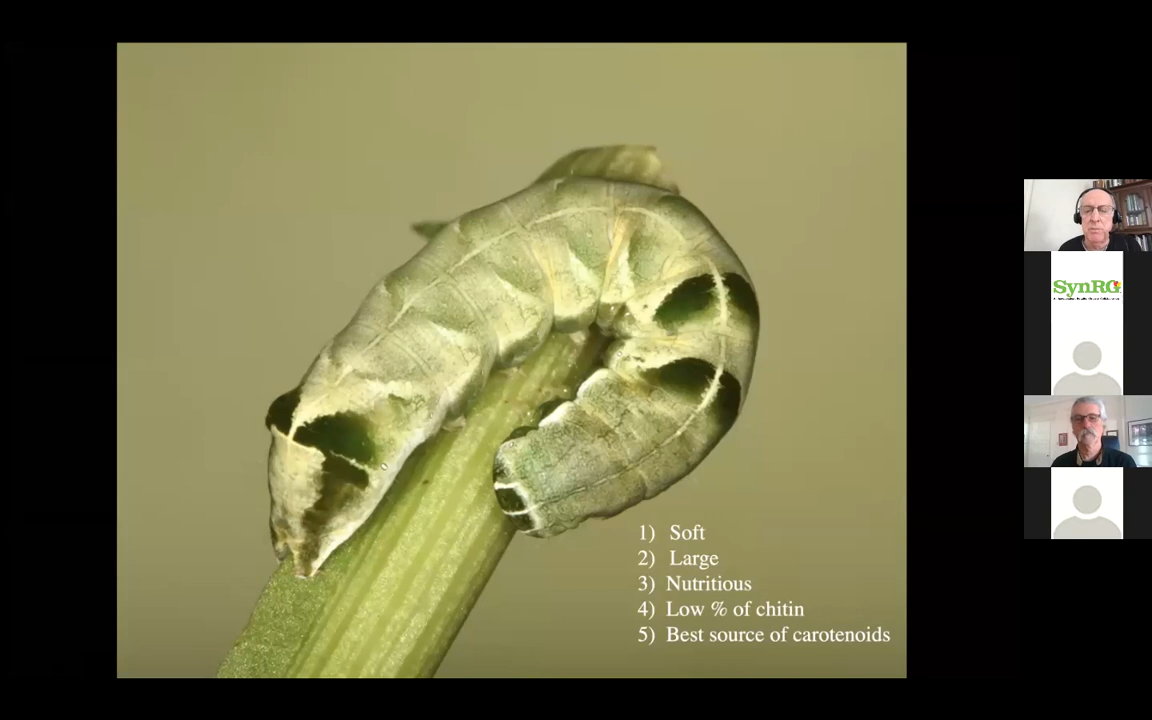 1) Soft
2) Large
3) Nutritious
4) Low % of chitin
5) Best source of carotenoids
SynRG